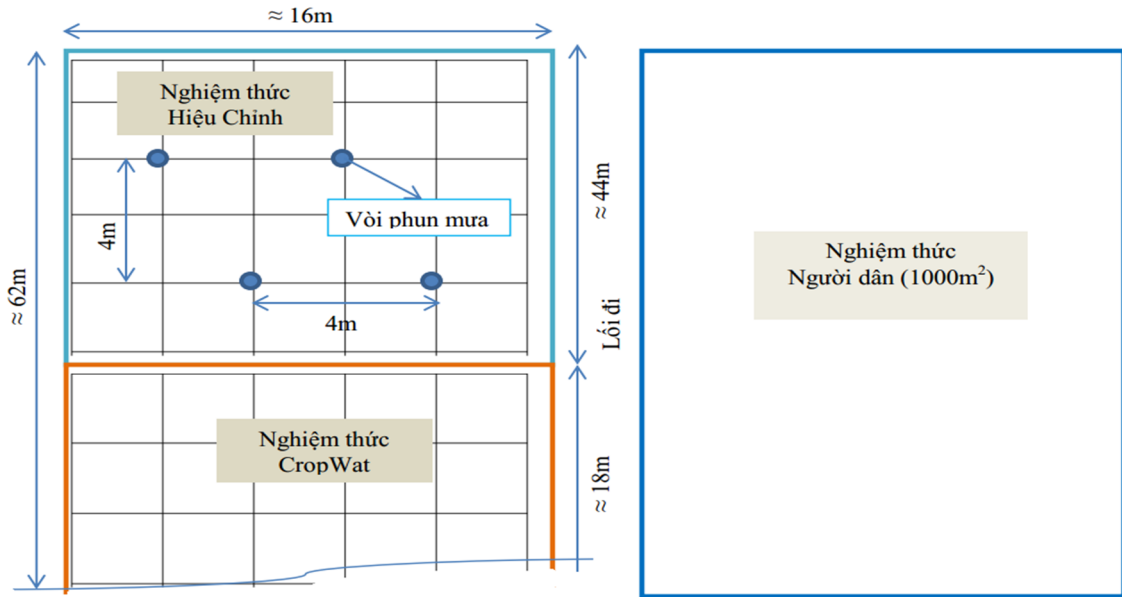 ≈ 16m
Nghiệm thức
Hiệu Chỉnh
Vòi phun mưa
4m
4m
≈ 62m
≈ 44m
Lối đi
Nghiệm thức
Người dân (1000m²)
Nghiệm thức
CropWat
≈ 18m